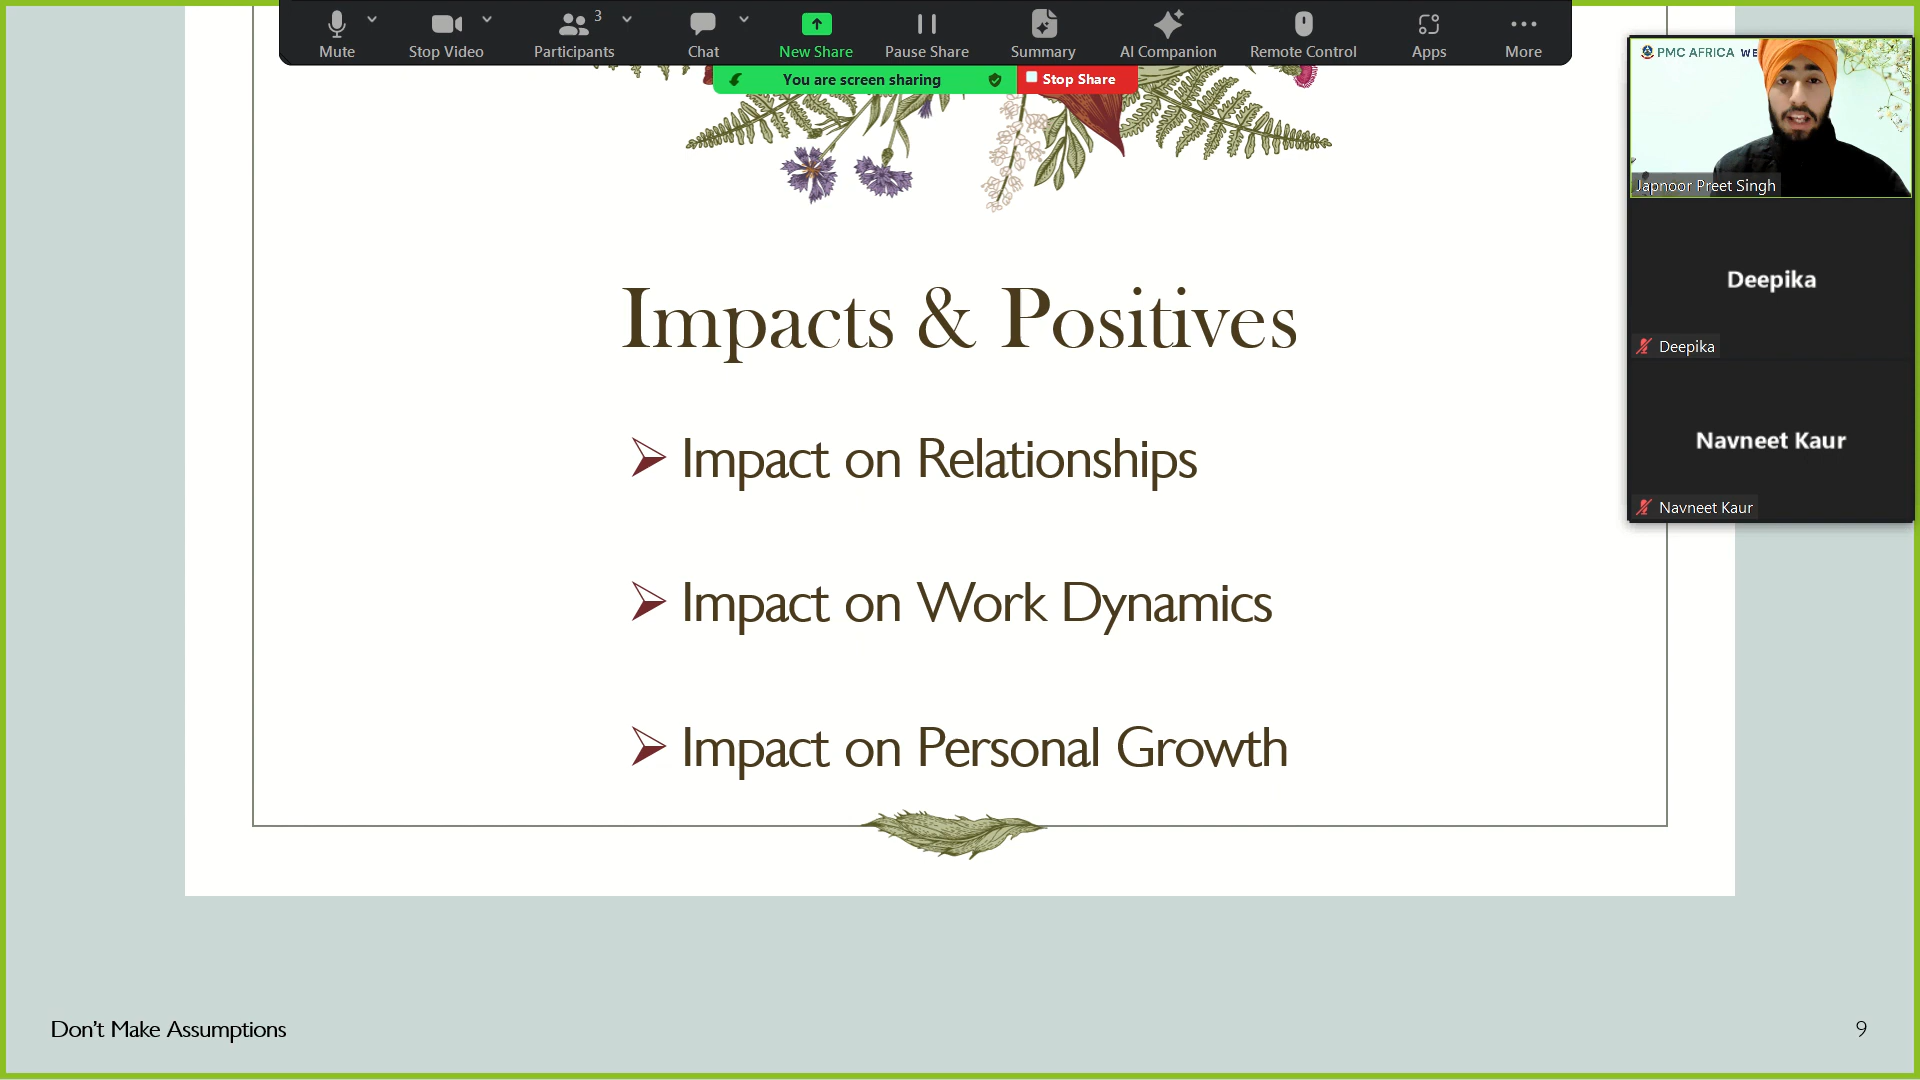 Mute
Stop Video
Participants
3
Chat
New Share
Pause Share
Summary
AI Companion
Remote Control
Apps
More
You are screen sharing
Stop Share
PMC AFRICA WE
Japnoor Preet Singh
Deepika
Deepika
Navneet Kaur
Navneet Kaur
Impacts & Positives
Impact on Relationships
Impact on Work Dynamics
Impact on Personal Growth
Don't Make Assumptions
9